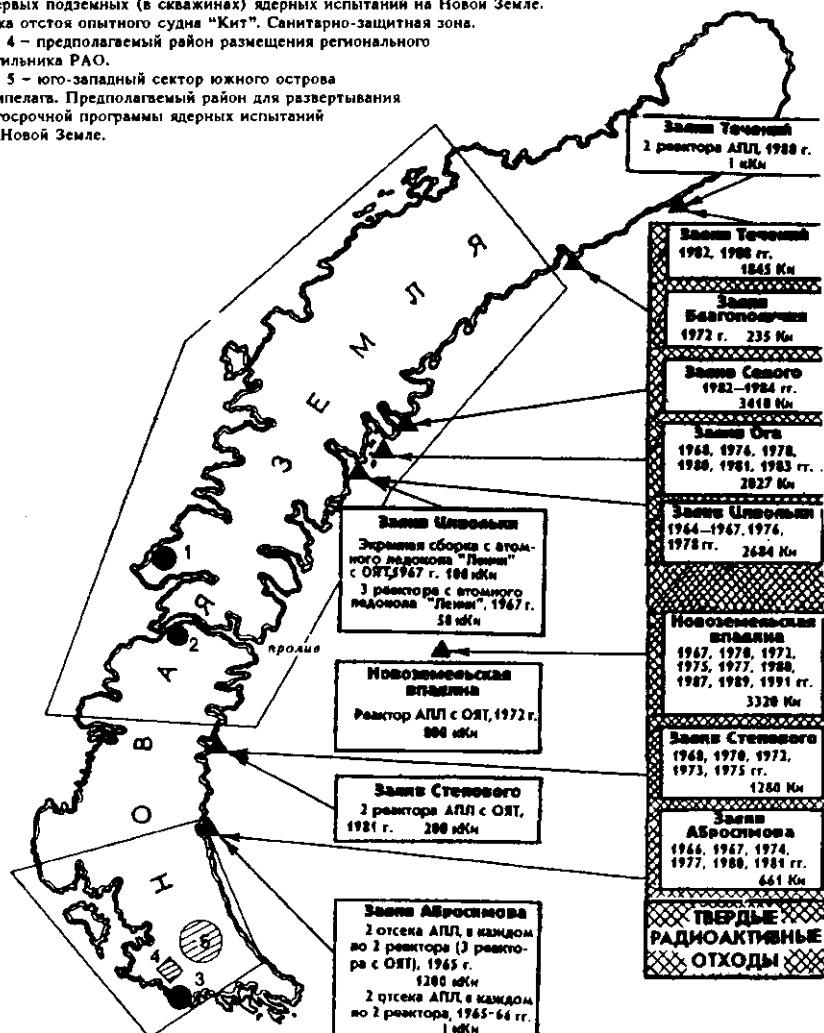 первых подземных (в скважинах) ядерных испытаний на Новой Земле.
ка отстоя опытного судна “Кит”. Санитарно-защитная зона.
4 – предполагаемый район размещения регионального
ильника РАО.
5 – юго-западный сектор южного острова
ипелага. Предполагаемый район для развертывания
госрочной программы ядерных испытаний
Новой Земле.
Залив Течений
2 реактора АПЛ, 1988 г.
1 кКи
Залив Течений
1982, 1988 гг.
1845 Ки
Залив
Благополучия
1972 г. 235 Ки
Залив Седого
1982–1984 гг.
3410 Ки
Залив Ога
1968, 1976, 1978,
1980, 1981, 1983 гг.
2027 Ки
Залив Цивольки
1964–1967, 1976,
1978 гг.
2684 Ки
Новоземельская
впадина
1967, 1970, 1972,
1975, 1977, 1980,
1987, 1989, 1991 гг.
3320 Ки
Залив Степового
1968, 1970, 1972,
1973, 1975 гг.
1280 Ки
Залив
Абросимова
1966, 1967, 1974,
1977, 1980, 1981 гг.
661 Ки
ТВЕРДЫЕ
РАДИОАКТИВНЫЕ
ОТХОДЫ
Залив Цивольки
Экранная сборка с атом-
ного ледокола "Ленин"
с ОЯТ, 1967 г. 100 кКи
3 реактора с атомного
ледокола "Ленин", 1967 г.
50 кКи
Новоземельская
впадина
Реактор АПЛ с ОЯТ, 1972 г.
800 кКи
Залив Степового
2 реактора АПЛ с ОЯТ,
1981 г. 200 кКи
Залив Абросимова
2 отсека АПЛ, в каждом
по 2 реактора (3 реакто-
ра с ОЯТ), 1965 г.
1200 кКи
2 отсека АПЛ, в каждом
по 2 реактора, 1965-66 гг.
1 кКи
НОВАЯ
ЗЕМЛЯ
пролив
1
2
3
4
5